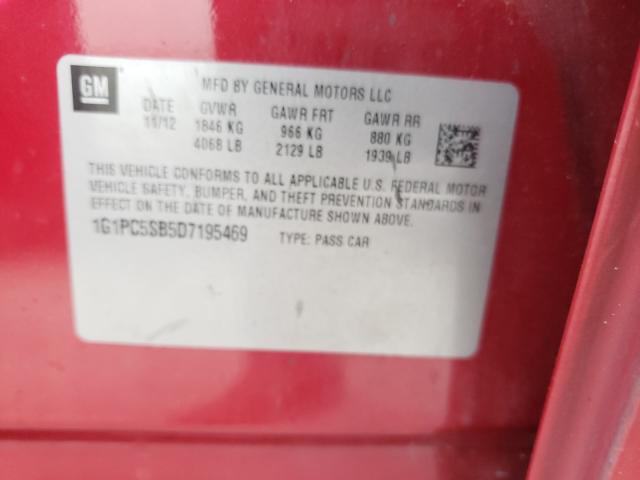 GM
MFD BY GENERAL MOTORS LLC
DATE GVWR GAWR FRT GAWR RR
11/12 1846 KG 966 KG 880 KG
4068 LB 2129 LB 1939 LB
THIS VEHICLE CONFORMS TO ALL APPLICABLE U.S. FEDERAL MOTOR
VEHICLE SAFETY, BUMPER, AND THEFT PREVENTION STANDARDS IN
EFFECT ON THE DATE OF MANUFACTURE SHOWN ABOVE.
1G1PC5SB5D7195469 TYPE: PASS CAR